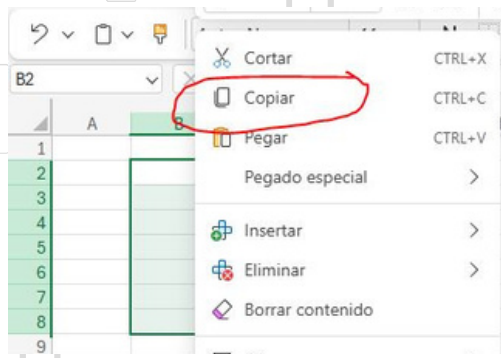 B2
Cortar CTRL+X
Copiar CTRL+C
Pegar CTRL+V
Pegado especial
Insertar
Eliminar
Borrar contenido
A B
1
2
3
4
5
6
7
8
9